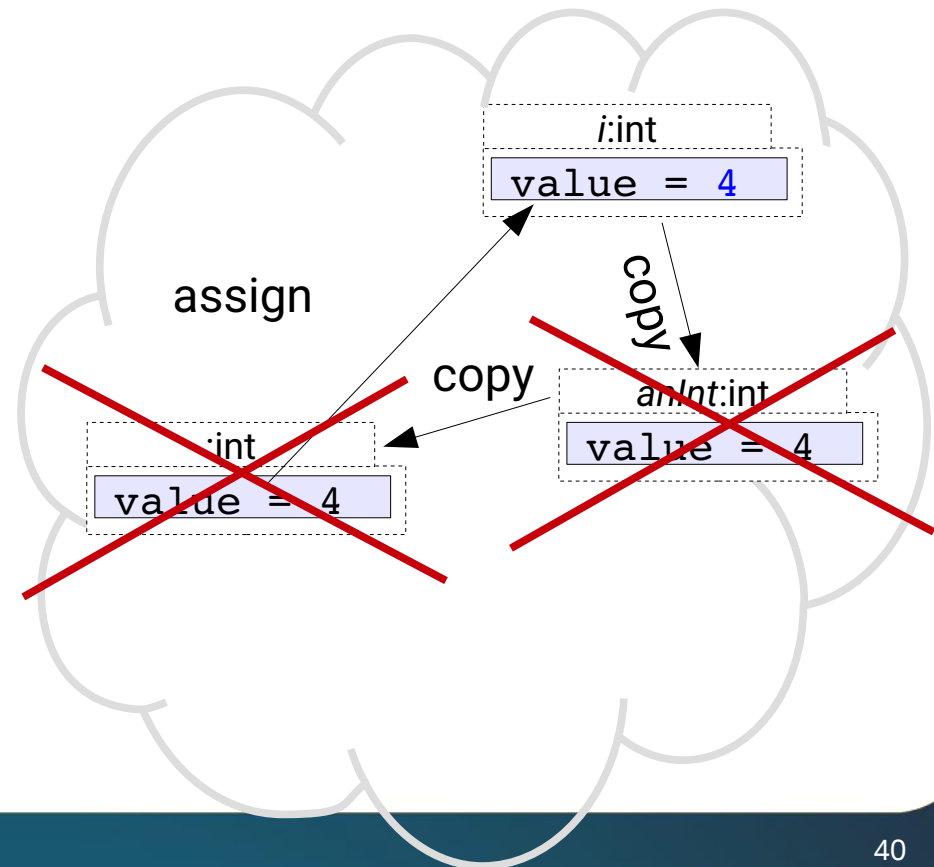 i:int
value = 4
copy
assign
copy
anInt:int
value = 4
:int
value = 4
40